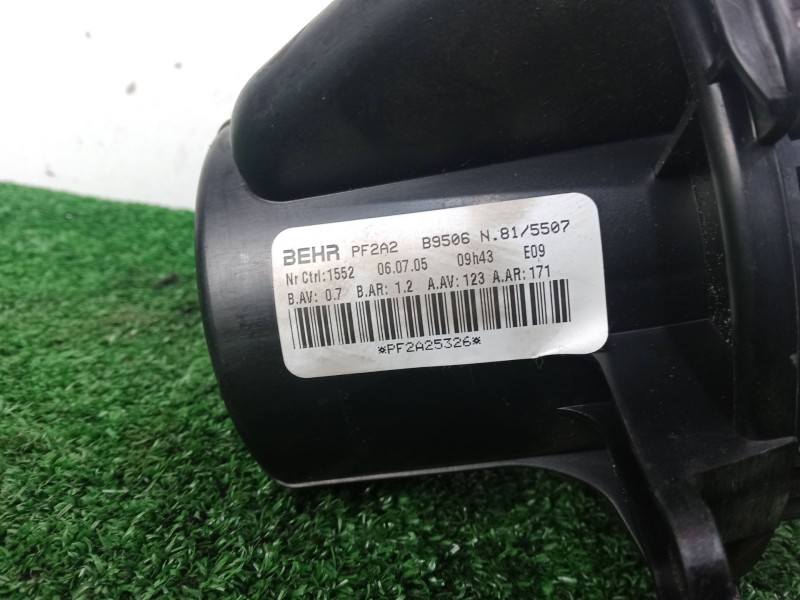 BEHR PF2A2 B9506 N.81/5507
Nr Ctrl:1552 06.07.05 09h43 E09
B.AV: 0.7 B.AR: 1.2 A.AV: 123 A.AR: 171
*PF2A25326*